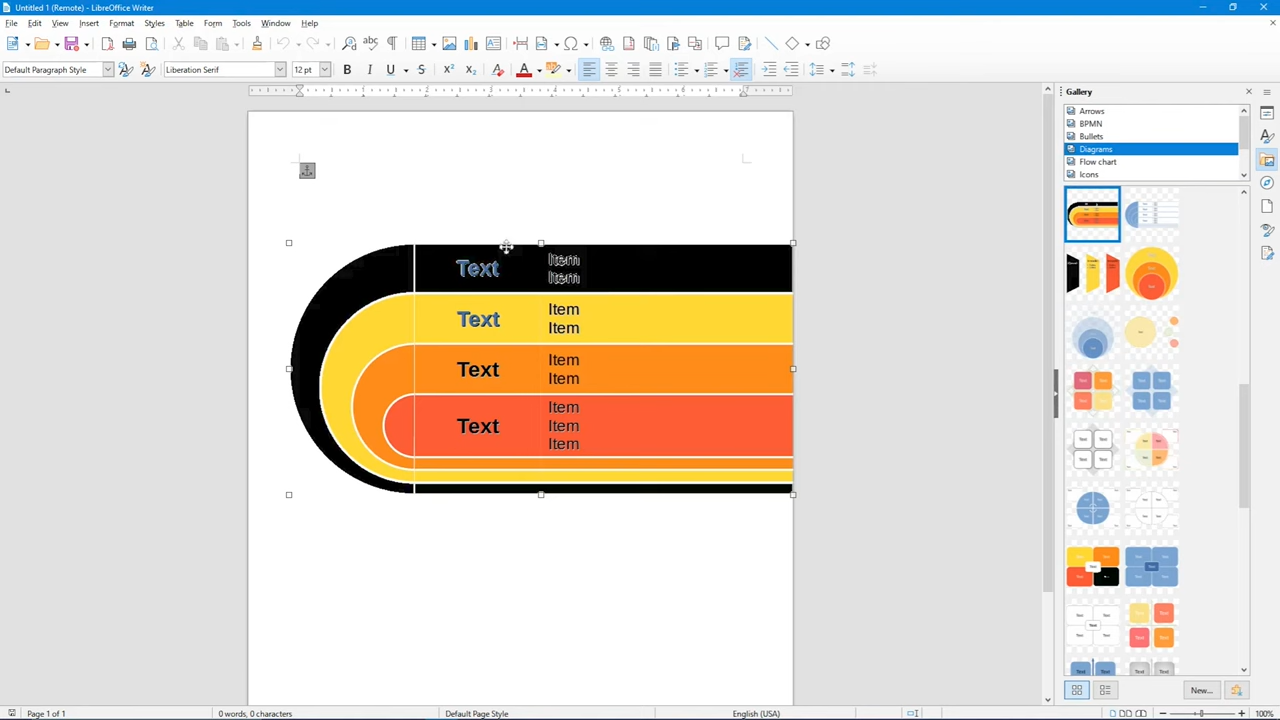 Untitled 1 (Remote) - LibreOffice Writer
File Edit View Insert Format Styles Table Form Tools Window Help
Default Paragraph Style Liberation Serif 12 pt
Gallery
Arrows
BPMN
Bullets
Diagrams
Flow chart
Icons
Text
Item
Item
Text
Item
Item
Text
Item
Item
Text
Item
Item
Item
New...
Page 1 of 1 0 words, 0 characters Default Page Style English (USA) 100%